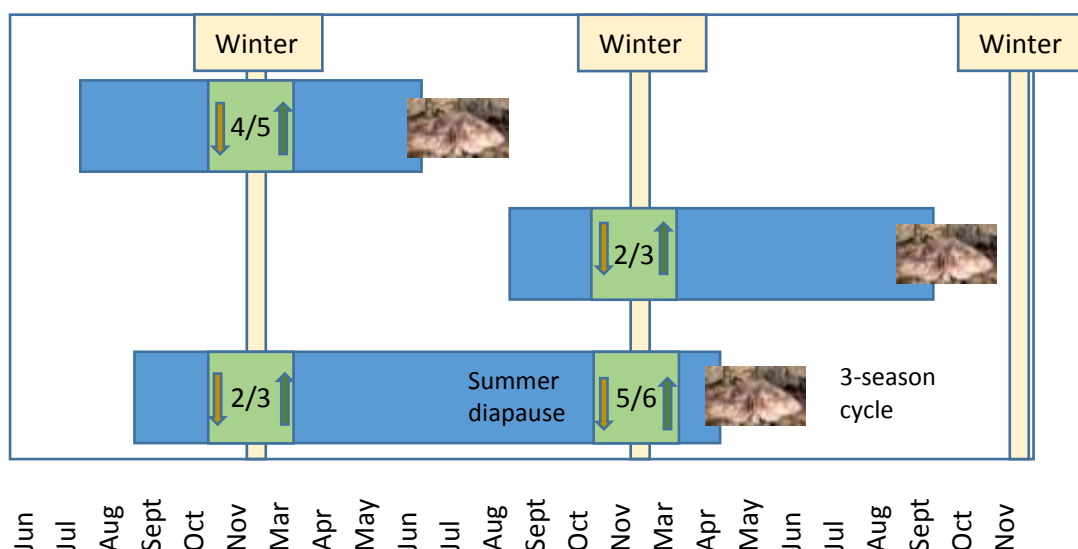 Winter
Winter
Winter
4/5
2/3
2/3
Summer
diapause
5/6
3-season
cycle
Jun
Jul
Aug
Sept
Oct
Nov
Mar
Apr
May
Jun
Jul
Aug
Sept
Oct
Nov
Mar
Apr
May
Jun
Jul
Aug
Sept
Oct
Nov